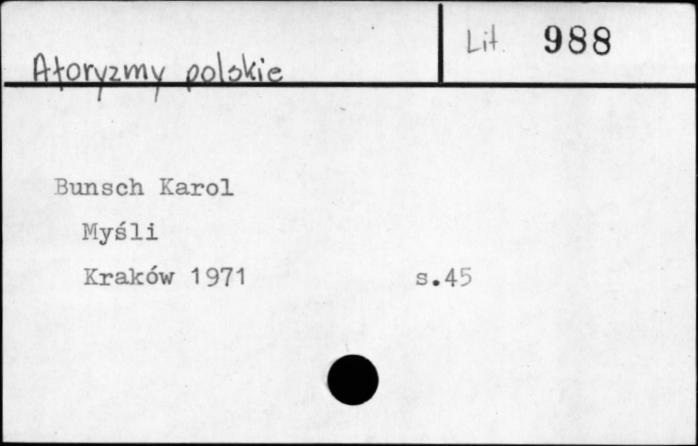 Aforyzmy polskie
Lit. 988
Bunsch Karol
Myśli
Kraków 1971 s.45